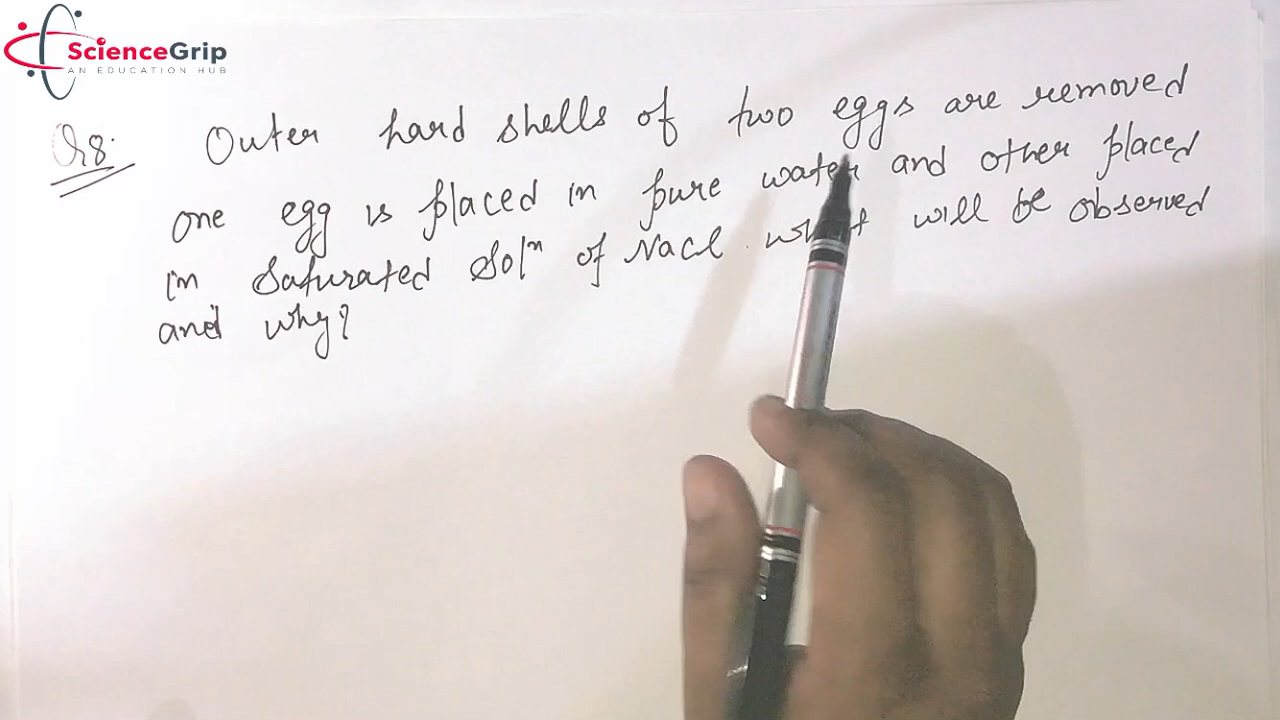 ScienceGrip
AN EDUCATION HUB
Q8. Outer hard shells of two eggs are removed
one egg is placed in pure water and other placed
in Saturated Solⁿ of NaCl. what will be observed
and why?